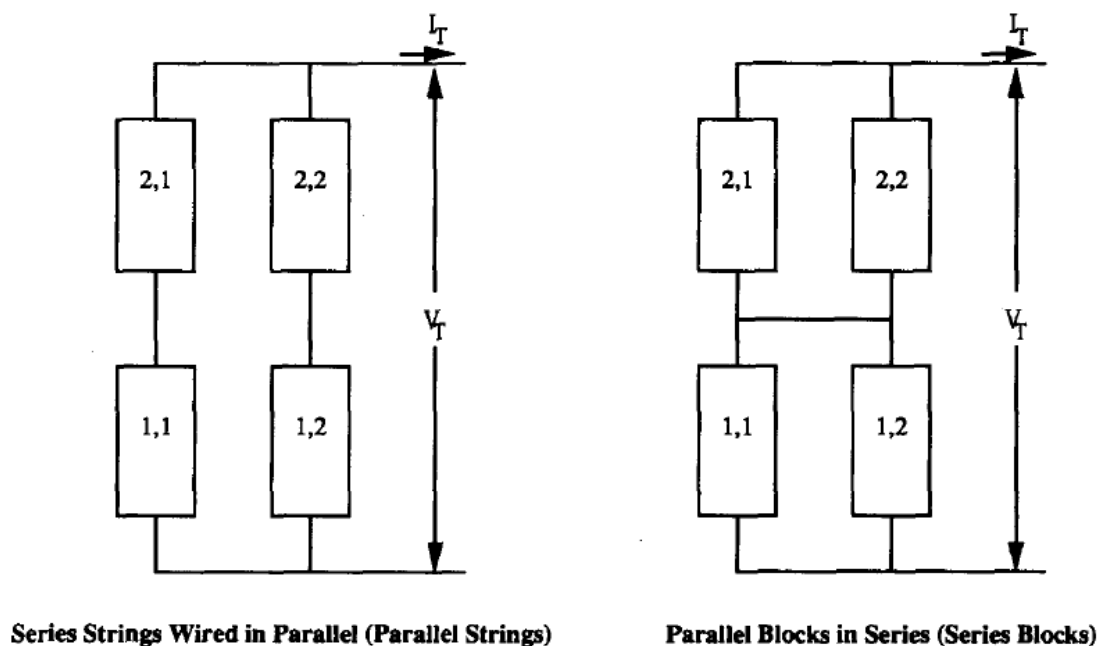 I_T
I_T
2,1
2,2
2,1
2,2
V_T
V_T
1,1
1,2
1,1
1,2
Series Strings Wired in Parallel (Parallel Strings)
Parallel Blocks in Series (Series Blocks)